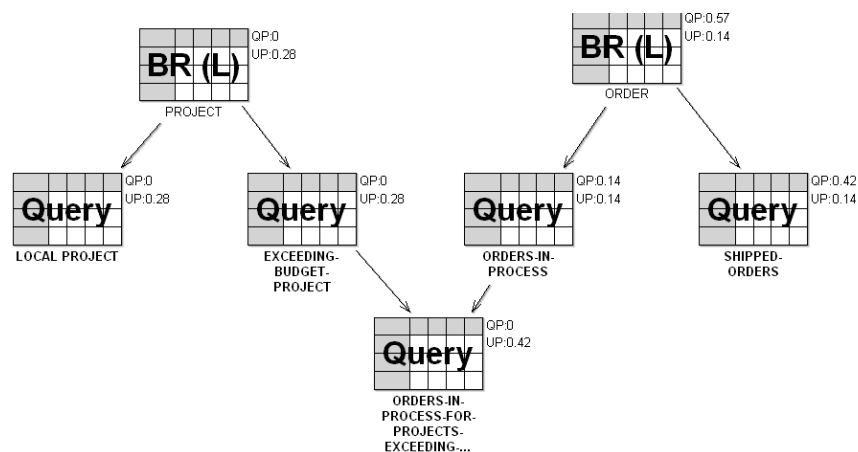 QP:0
UP:0.28
BR (L)
PROJECT
QP:0.57
UP:0.14
BR (L)
ORDER
QP:0
UP:0.28
Query
LOCAL PROJECT
QP:0
UP:0.28
Query
EXCEEDING-
BUDGET-
PROJECT
QP:0.14
UP:0.14
Query
ORDERS-IN-
PROCESS
QP:0.42
UP:0.14
Query
SHIPPED-
ORDERS
QP:0
UP:0.42
Query
ORDERS-IN-
PROCESS-FOR-
PROJECTS-
EXCEEDING-...